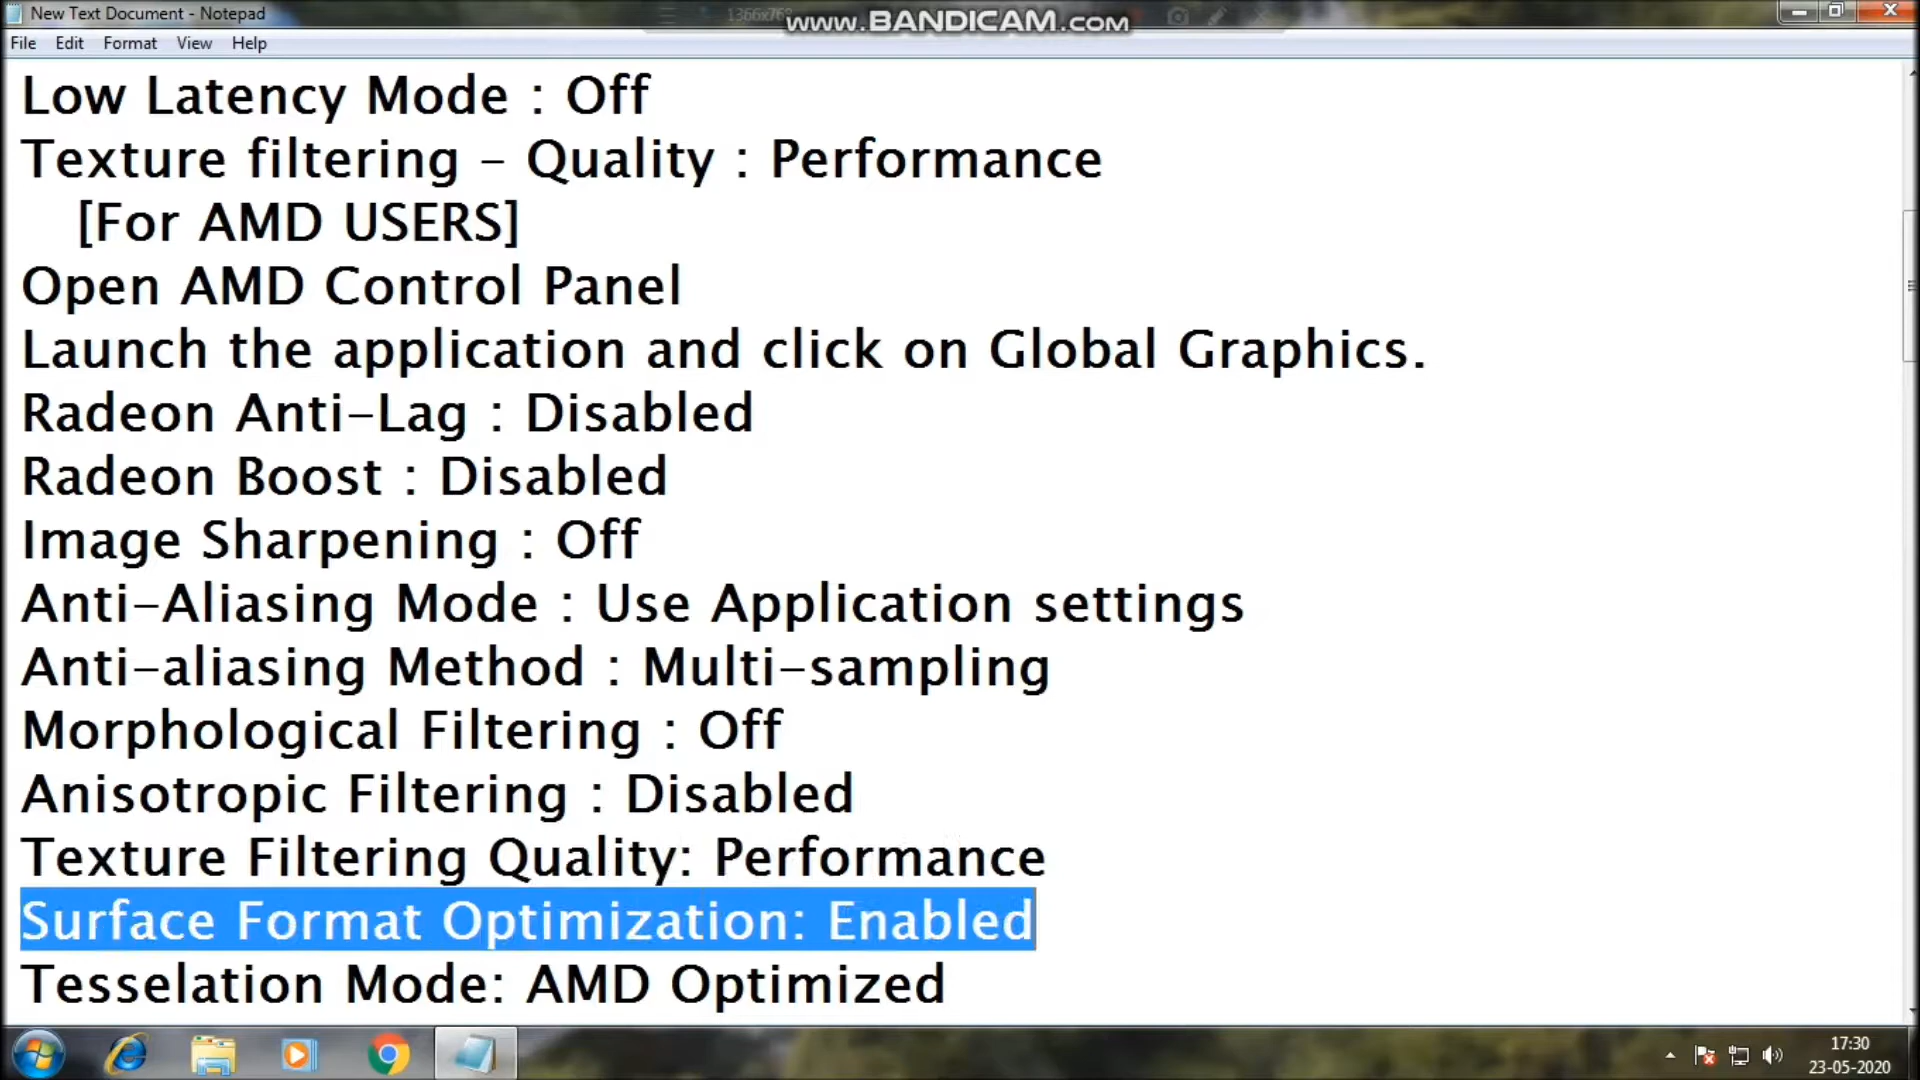 New Text Document - Notepad
1366x768
www.BANDICAM.com
File Edit Format View Help
Low Latency Mode : Off
Texture filtering - Quality : Performance
[For AMD USERS]
Open AMD Control Panel
Launch the application and click on Global Graphics.
Radeon Anti-Lag : Disabled
Radeon Boost : Disabled
Image Sharpening : Off
Anti-Aliasing Mode : Use Application settings
Anti-aliasing Method : Multi-sampling
Morphological Filtering : Off
Anisotropic Filtering : Disabled
Texture Filtering Quality: Performance
Surface Format Optimization: Enabled
Tesselation Mode: AMD Optimized
17:30
23-05-2020